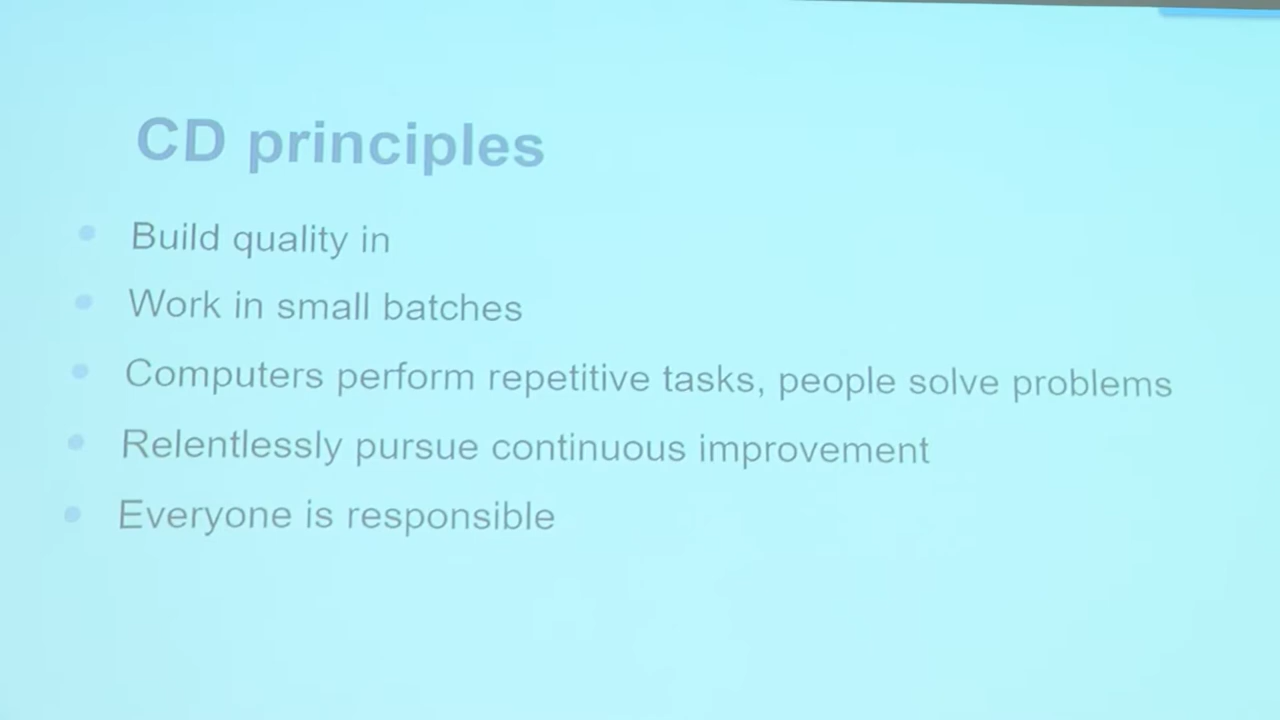 CD principles
Build quality in
Work in small batches
Computers perform repetitive tasks, people solve problems
Relentlessly pursue continuous improvement
Everyone is responsible